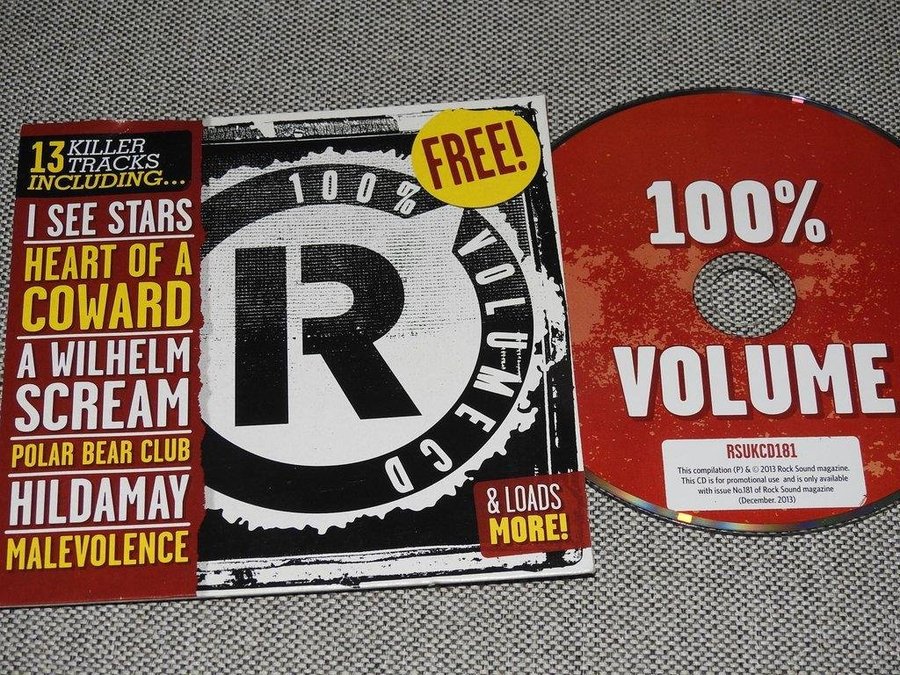 13 KILLER
TRACKS
INCLUDING...
I SEE STARS
HEART OF A
COWARD
A WILHELM
SCREAM
POLAR BEAR CLUB
HILDAMAY
MALEVOLENCE
100% VOLUME CD
R
FREE!
& LOADS
MORE!
100%
VOLUME
RSUKCD181
This compilation (P) & © 2013 Rock Sound magazine.
This CD is for promotional use and is only available
with issue No.181 of Rock Sound magazine
(December. 2013)